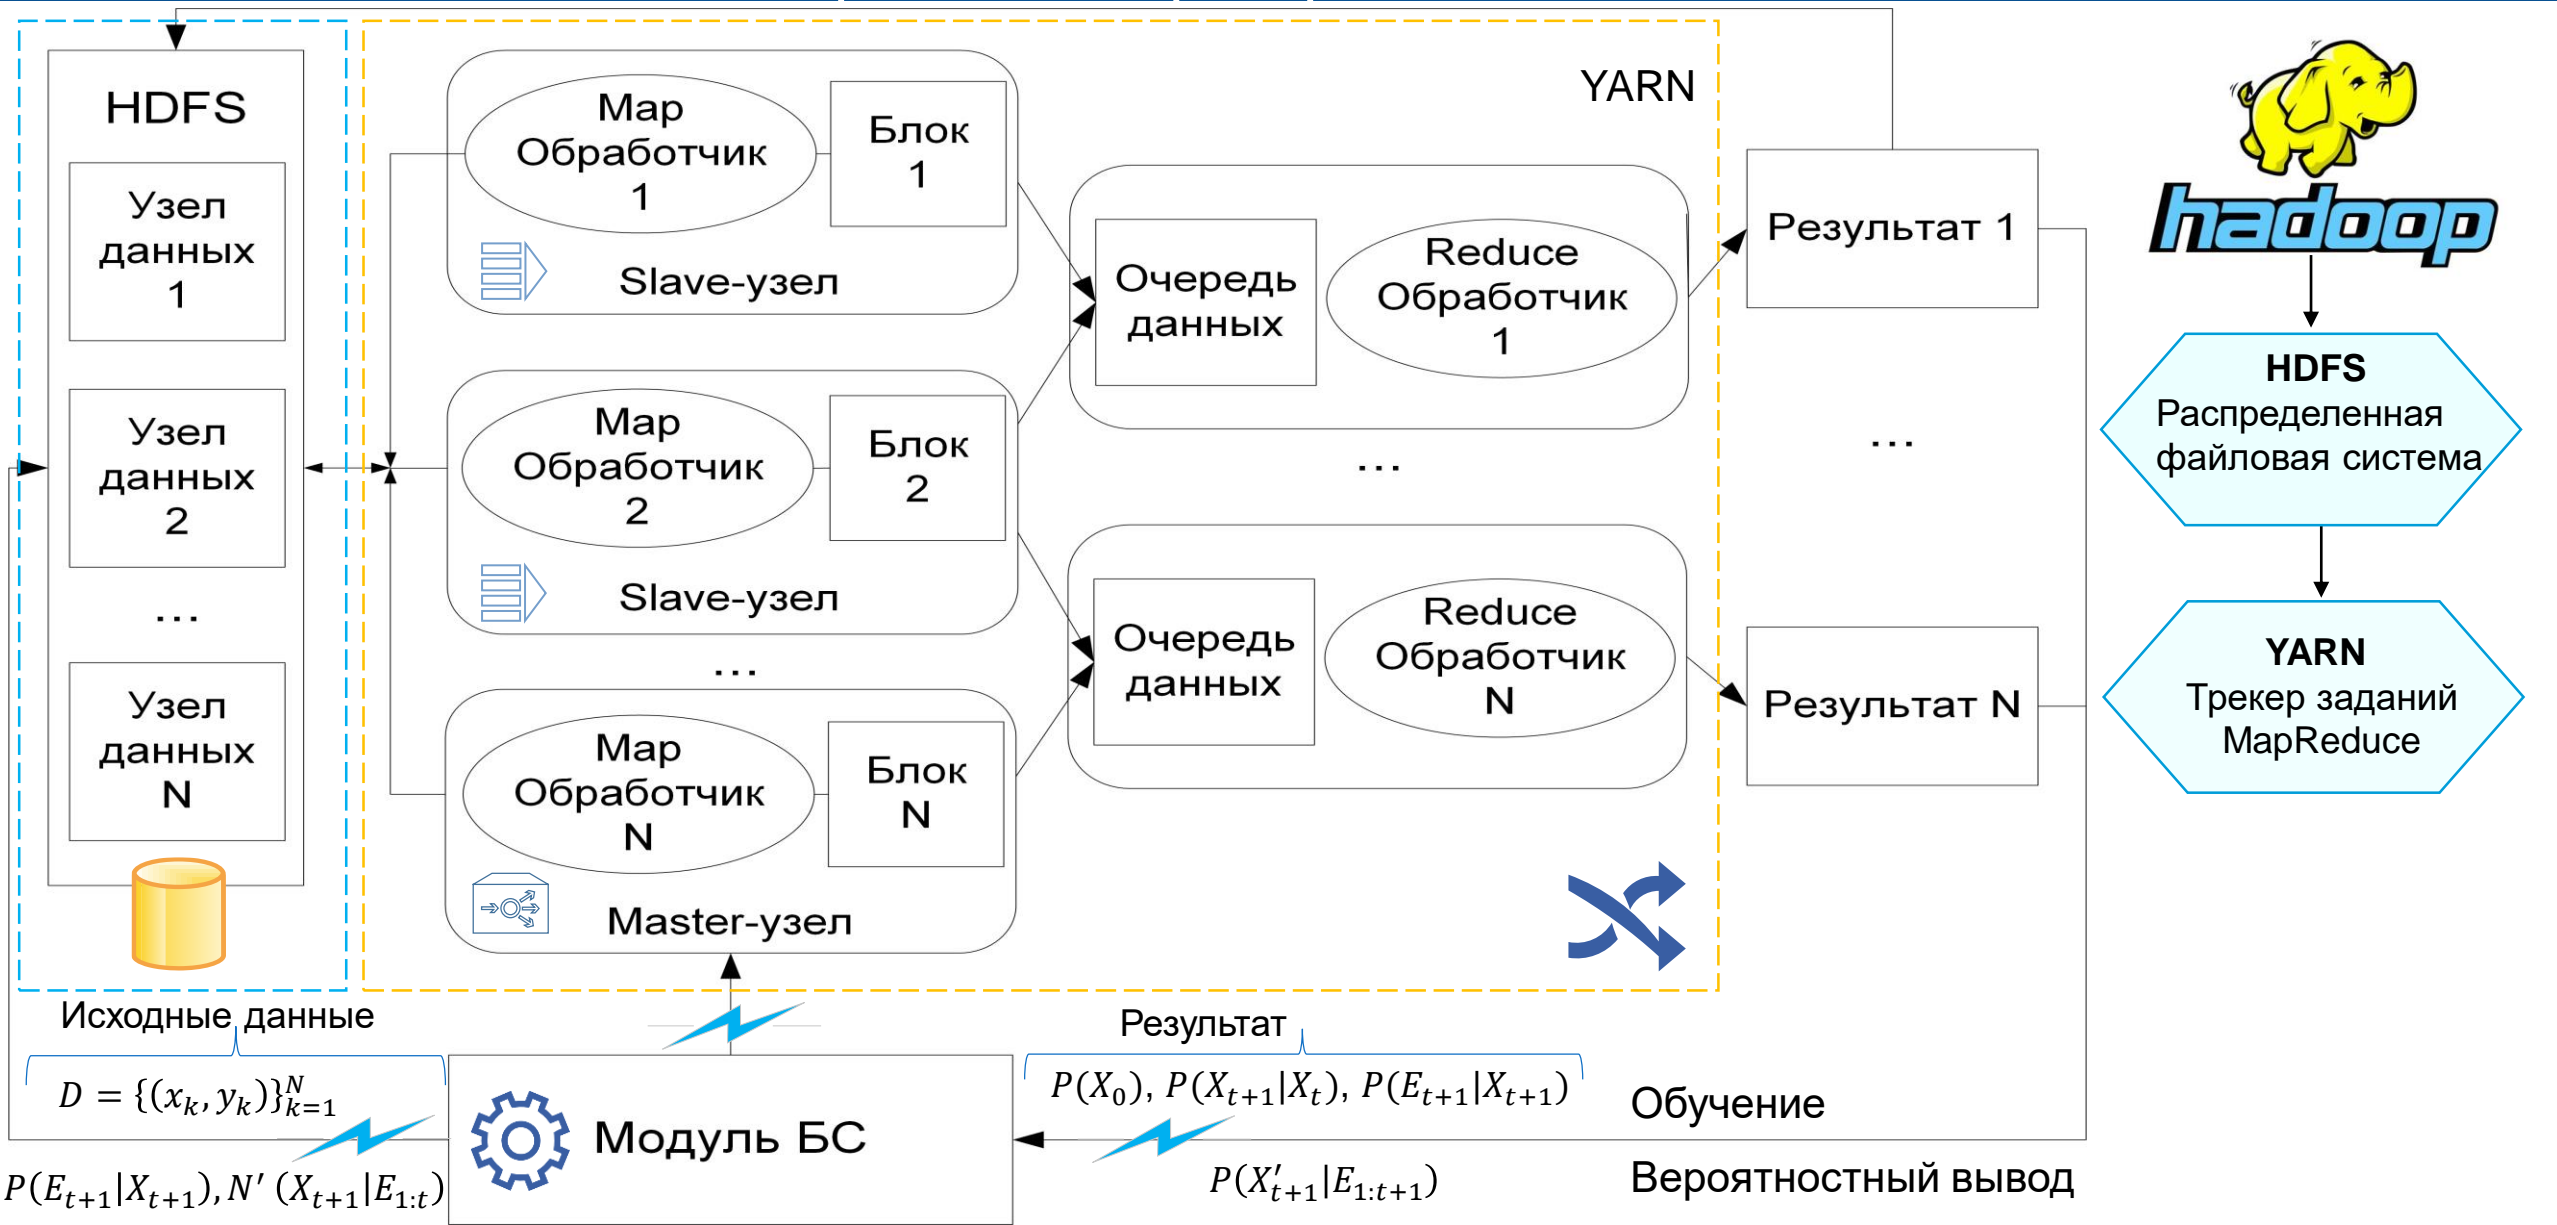 HDFS
Узел
данных
1
Узел
данных
2
...
Узел
данных
N
YARN
Map
Обработчик
1
Блок
1
Slave-узел
Map
Обработчик
2
Блок
2
Slave-узел
...
Map
Обработчик
N
Блок
N
Master-узел
Очередь
данных
Reduce
Обработчик
1
...
Очередь
данных
Reduce
Обработчик
N
Результат 1
...
Результат N
hadoop
HDFS
Распределенная
файловая система
YARN
Трекер заданий
MapReduce
Исходные данные
D = {(x_k, y_k)}_{k=1}^{N}
P(E_{t+1}|X_{t+1}), N′ (X_{t+1}|E_{1:t})
Модуль БС
Результат
P(X_0), P(X_{t+1}|X_t), P(E_{t+1}|X_{t+1})
P(X′_{t+1}|E_{1:t+1})
Обучение
Вероятностный вывод